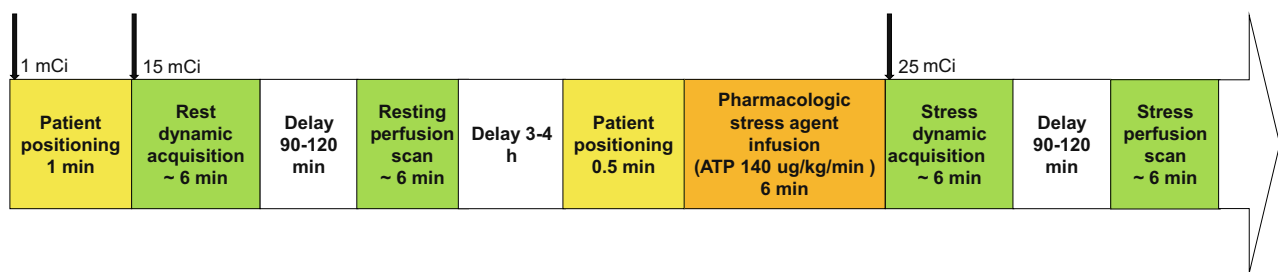 1 mCi
15 mCi
25 mCi
Patient
positioning
1 min
Rest
dynamic
acquisition
~ 6 min
Delay
90-120
min
Resting
perfusion
scan
~ 6 min
Delay 3-4
h
Patient
positioning
0.5 min
Pharmacologic
stress agent
infusion
(ATP 140 ug/kg/min )
6 min
Stress
dynamic
acquisition
~ 6 min
Delay
90-120
min
Stress
perfusion
scan
~ 6 min